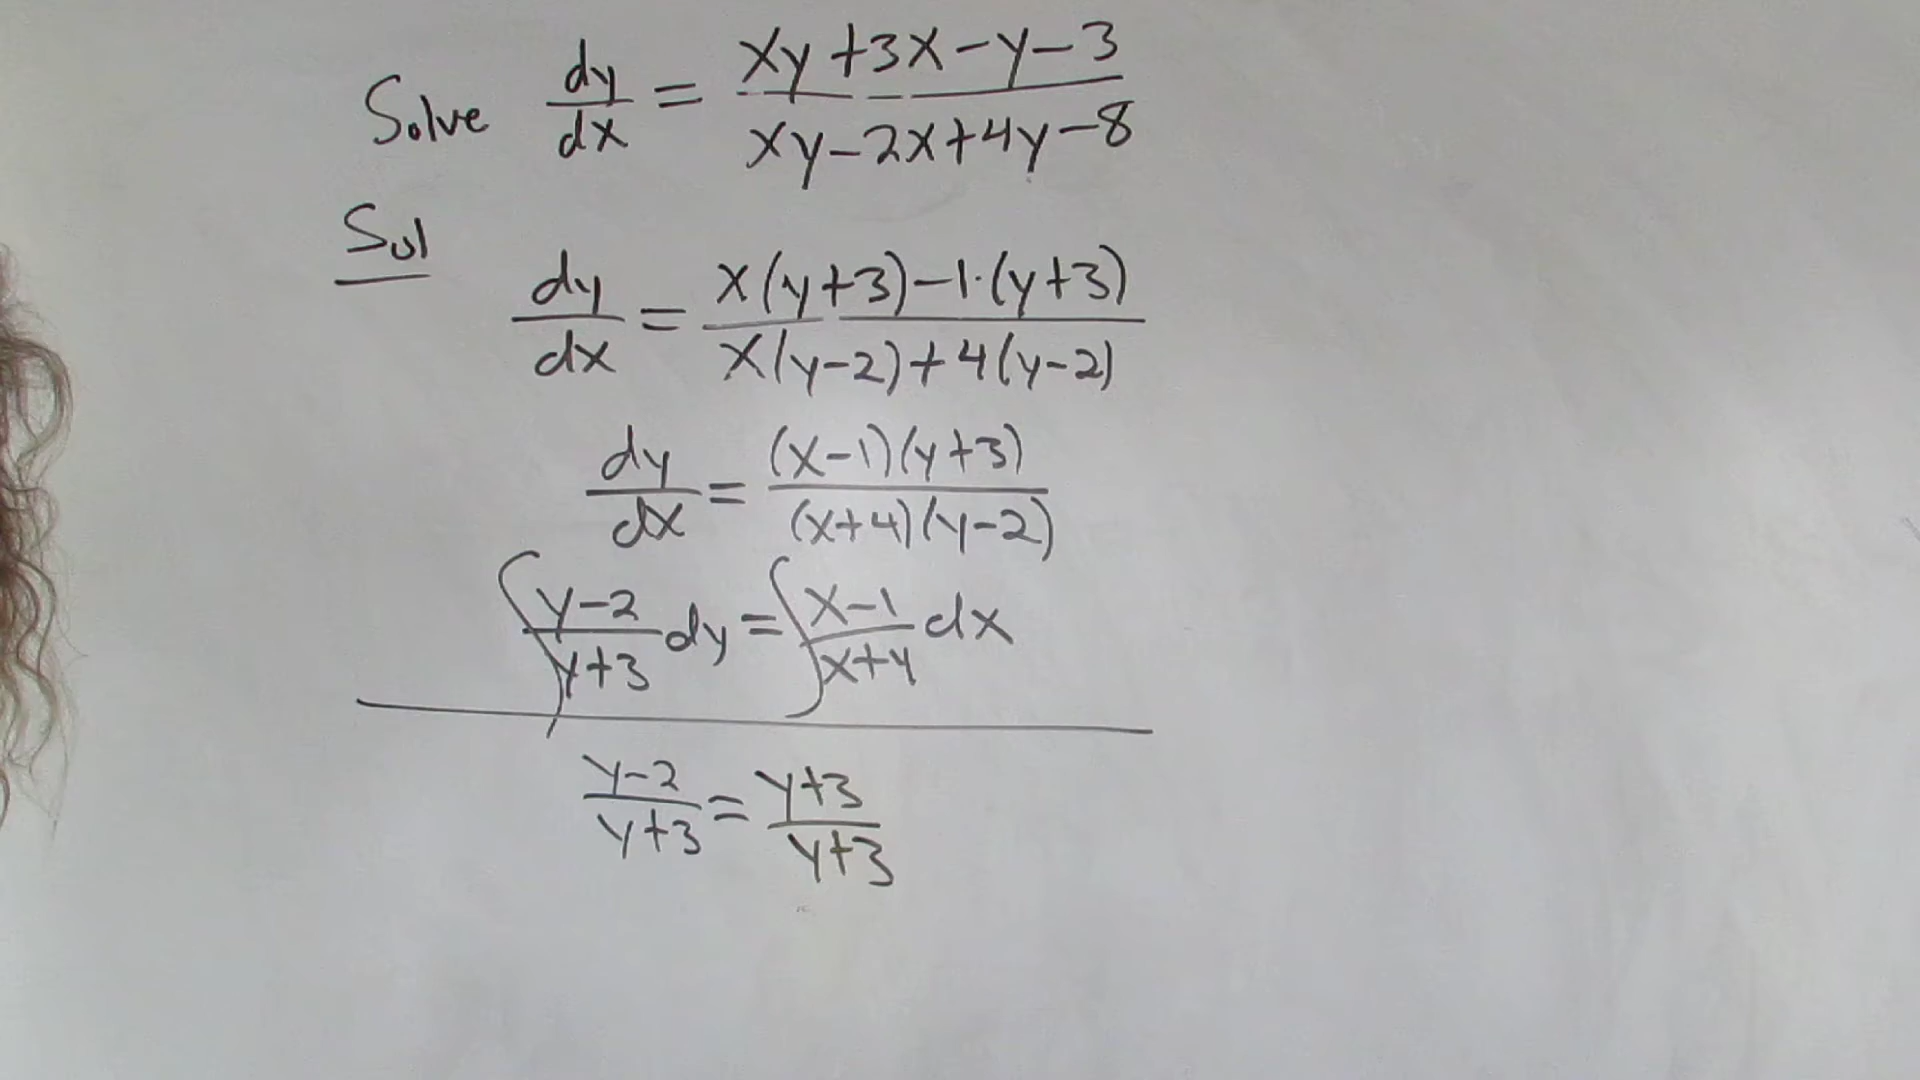 Solve dy/dx = (xy+3x-y-3)/(xy-2x+4y-8)
Sol
dy/dx = (x(y+3)-1·(y+3))/(x(y-2)+4(y-2))
dy/dx = ((x-1)(y+3))/((x+4)(y-2))
∫ (y-2)/(y+3) dy = ∫ (x-1)/(x+4) dx
(y-2)/(y+3) = (y+3)/(y+3)